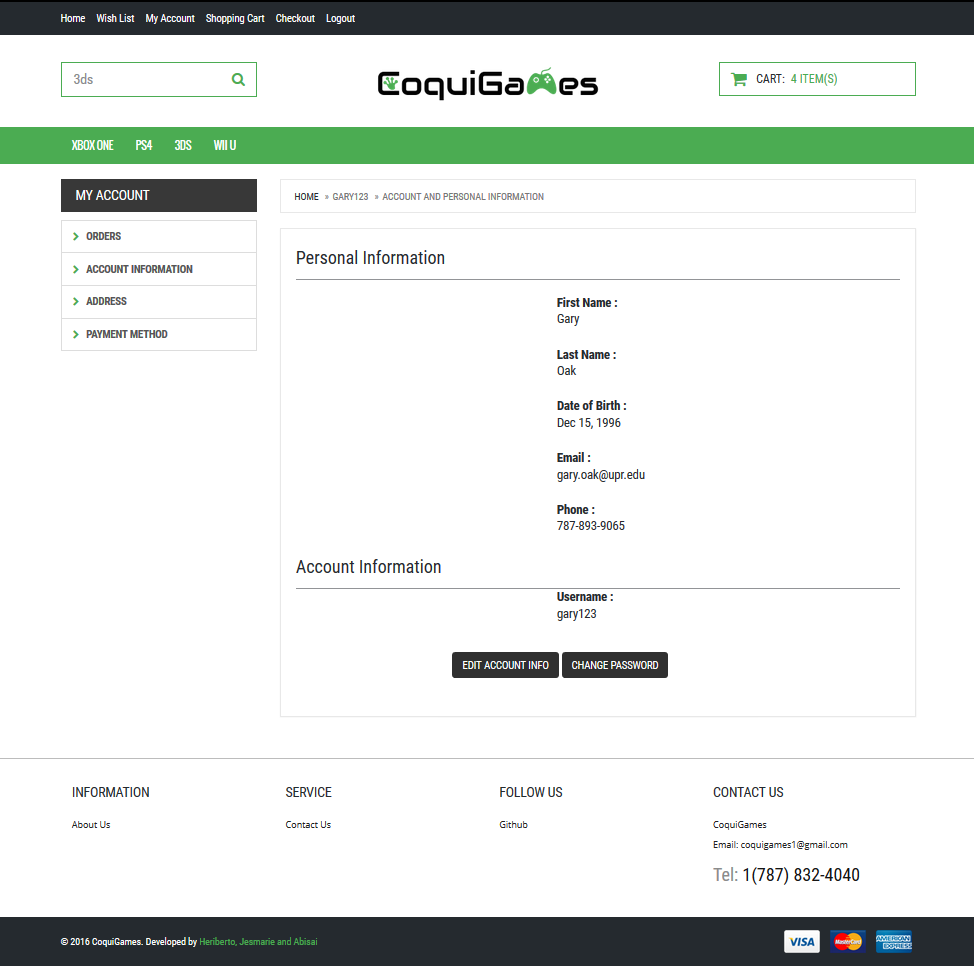 Home Wish List My Account Shopping Cart Checkout Logout
3ds
CoquiGames
CART: 4 ITEM(S)
XBOX ONE PS4 3DS WII U
MY ACCOUNT
ORDERS
ACCOUNT INFORMATION
ADDRESS
PAYMENT METHOD
HOME » GARY123 » ACCOUNT AND PERSONAL INFORMATION
Personal Information
First Name :
Gary
Last Name :
Oak
Date of Birth :
Dec 15, 1996
Email :
gary.oak@upr.edu
Phone :
787-893-9065
Account Information
Username :
gary123
EDIT ACCOUNT INFO CHANGE PASSWORD
INFORMATION
About Us
SERVICE
Contact Us
FOLLOW US
Github
CONTACT US
CoquiGames
Email: coquigames1@gmail.com
Tel: 1(787) 832-4040
© 2016 CoquiGames. Developed by Heriberto, Jesmarie and Abisai
VISA MasterCard AMERICAN EXPRESS